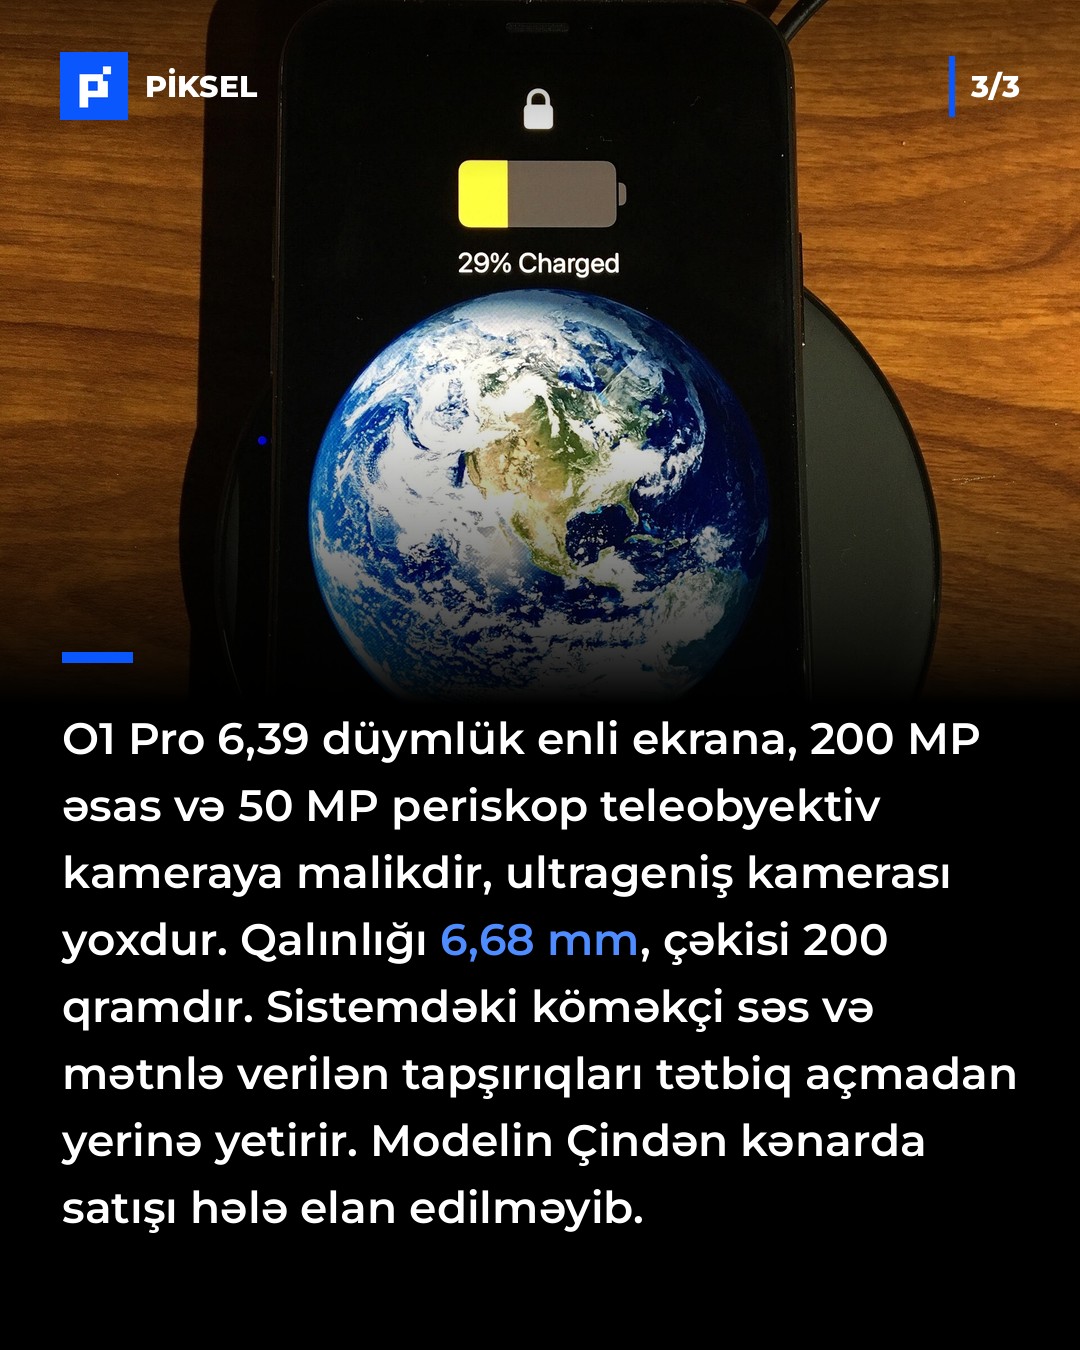 PİKSEL
3/3
29% Charged
O1 Pro 6,39 düymlük enli ekrana, 200 MP
əsas və 50 MP periskop teleobyektiv
kameraya malikdir, ultrageniş kamerası
yoxdur. Qalınlığı 6,68 mm, çəkisi 200
qramdır. Sistemdəki köməkçi səs və
mətnlə verilən tapşırıqları tətbiq açmadan
yerinə yetirir. Modelin Çindən kənarda
satışı hələ elan edilməyib.